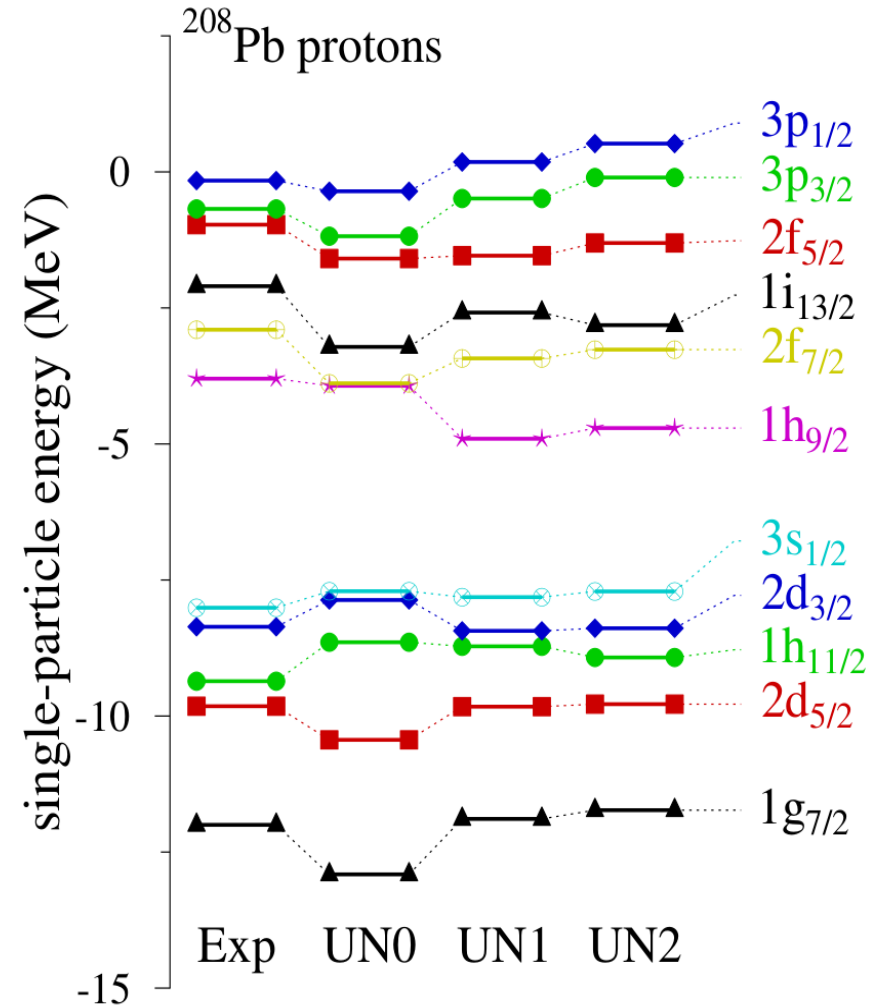 ²⁰⁸Pb protons
single-particle energy (MeV)
0
-5
-10
-15
3p₁/₂
3p₃/₂
2f₅/₂
1i₁₃/₂
2f₇/₂
1h₉/₂
3s₁/₂
2d₃/₂
1h₁₁/₂
2d₅/₂
1g₇/₂
Exp UN0 UN1 UN2